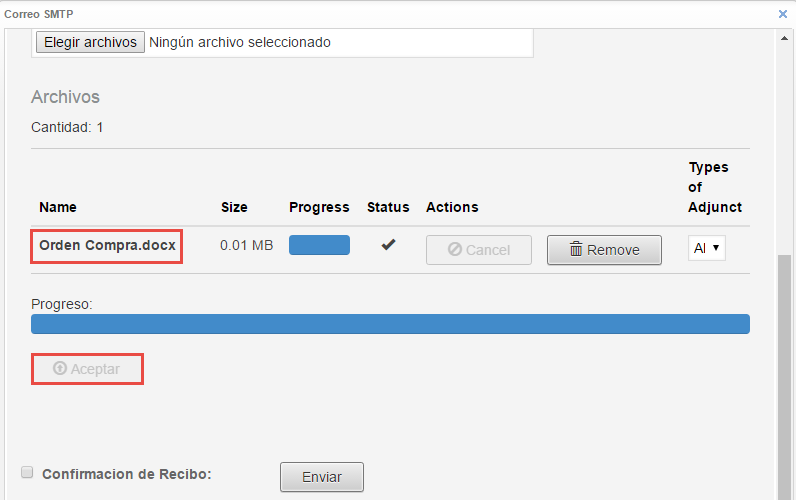 Correo SMTP
Elegir archivos Ningún archivo seleccionado
Archivos
Cantidad: 1
Types
of
Name Size Progress Status Actions Adjunct
Orden Compra.docx 0.01 MB Cancel Remove Al
Progreso:
Aceptar
Confirmacion de Recibo: Enviar